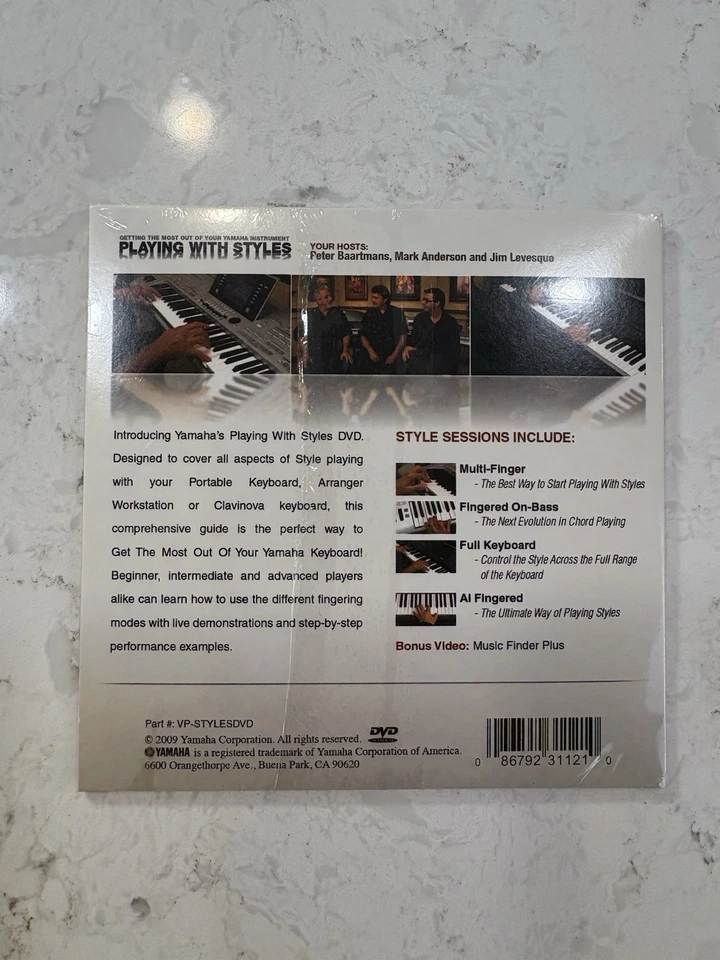 GETTING THE MOST OUT OF YOUR YAMAHA INSTRUMENT
PLAYING WITH STYLES
YOUR HOSTS:
Peter Baartmans, Mark Anderson and Jim Levesque
Introducing Yamaha's Playing With Styles DVD.
Designed to cover all aspects of Style playing
with your Portable Keyboard, Arranger
Workstation or Clavinova keyboard, this
comprehensive guide is the perfect way to
Get The Most Out Of Your Yamaha Keyboard!
Beginner, intermediate and advanced players
alike can learn how to use the different fingering
modes with live demonstrations and step-by-step
performance examples.
STYLE SESSIONS INCLUDE:
Multi-Finger
- The Best Way to Start Playing With Styles
Fingered On-Bass
- The Next Evolution in Chord Playing
Full Keyboard
- Control the Style Across the Full Range
of the Keyboard
AI Fingered
- The Ultimate Way of Playing Styles
Bonus Video: Music Finder Plus
Part #: VP-STYLESDVD
© 2009 Yamaha Corporation. All rights reserved. DVD
YAMAHA is a registered trademark of Yamaha Corporation of America.
6600 Orangethorpe Ave., Buena Park, CA 90620
0 86792 31121 0